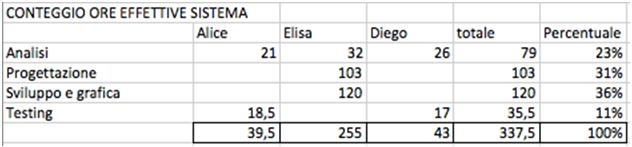 CONTEGGIO ORE EFFETTIVE SISTEMA
Alice Elisa Diego totale Percentuale
Analisi 21 32 26 79 23%
Progettazione 103 103 31%
Sviluppo e grafica 120 120 36%
Testing 18,5 17 35,5 11%
39,5 255 43 337,5 100%